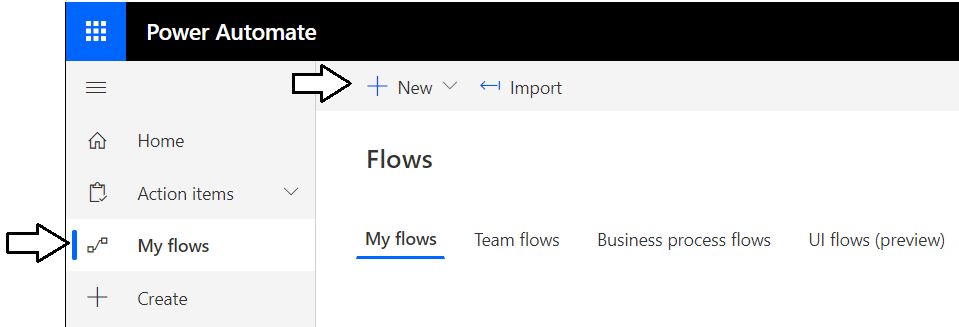 Power Automate
New Import
Home
Flows
Action items
My flows
My flows Team flows Business process flows UI flows (preview)
Create